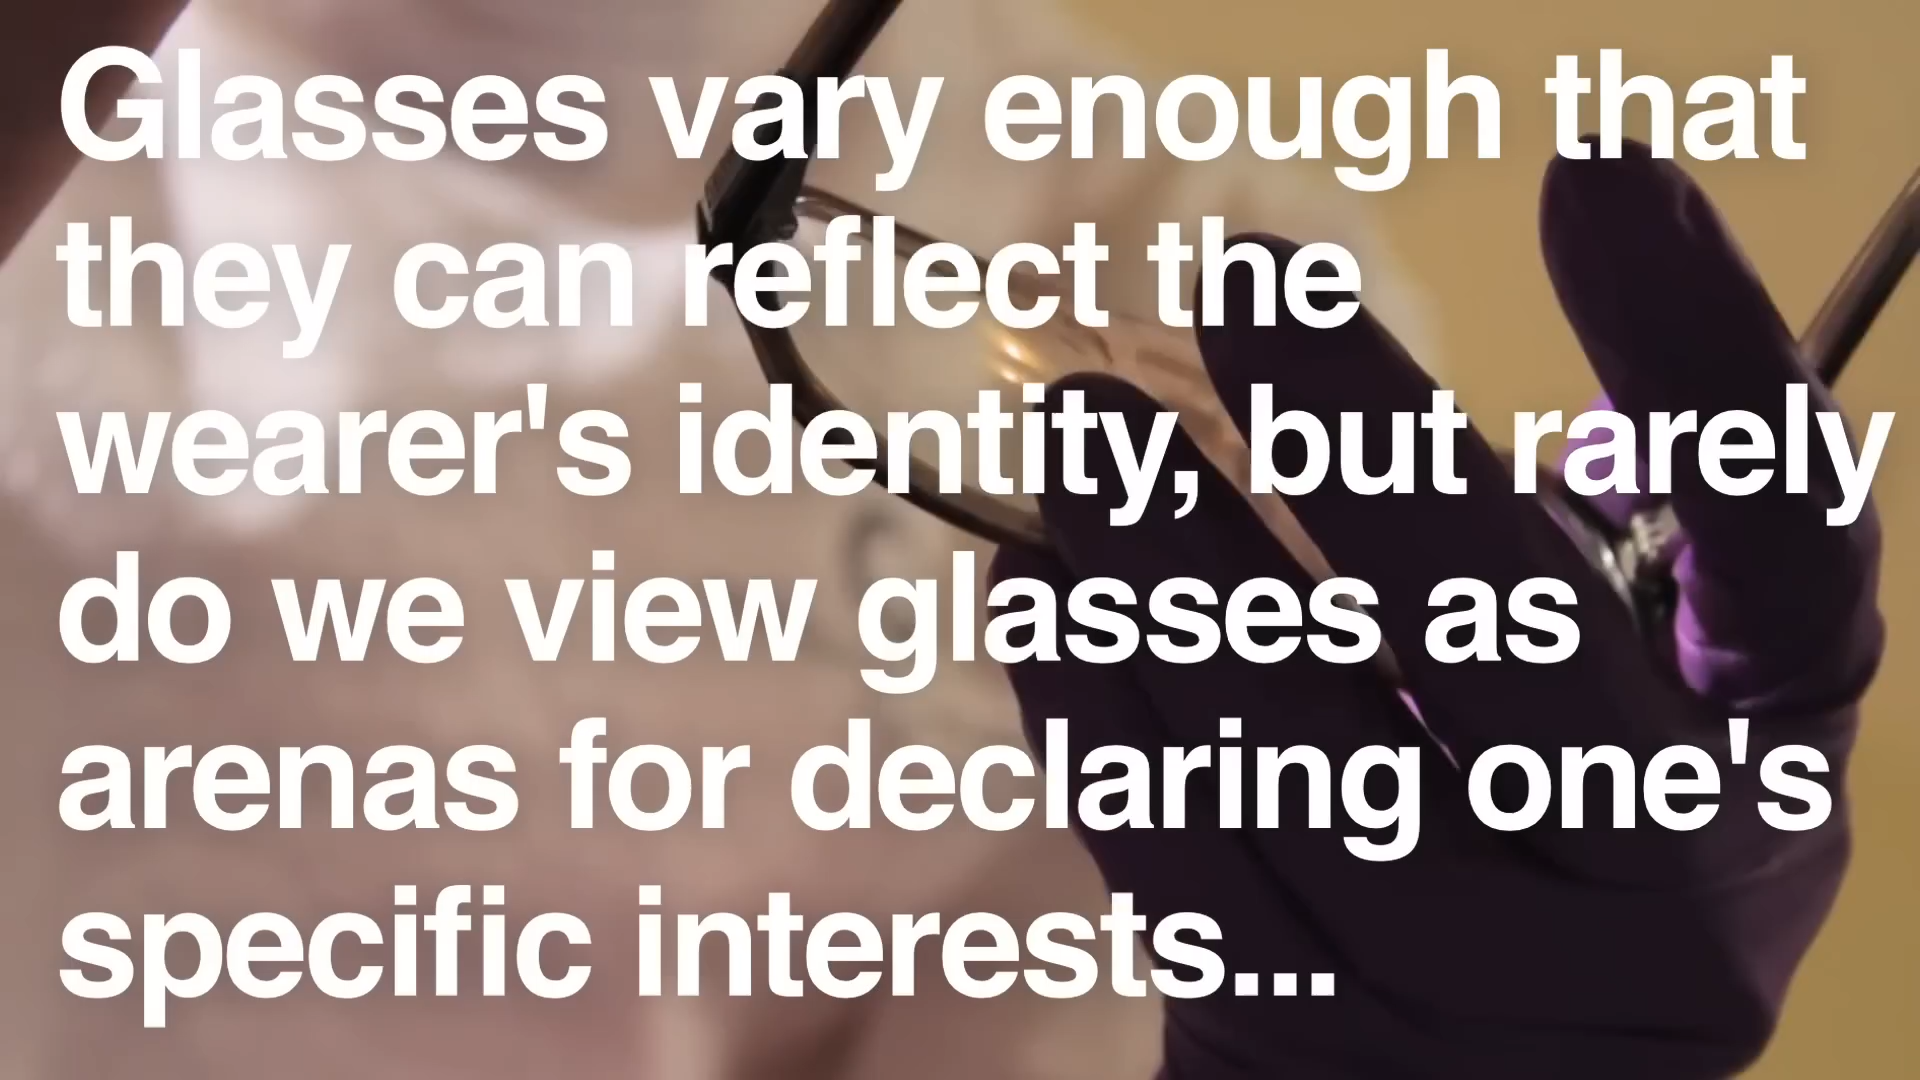 Glasses vary enough that
they can reflect the
wearer's identity, but rarely
do we view glasses as
arenas for declaring one's
specific interests...